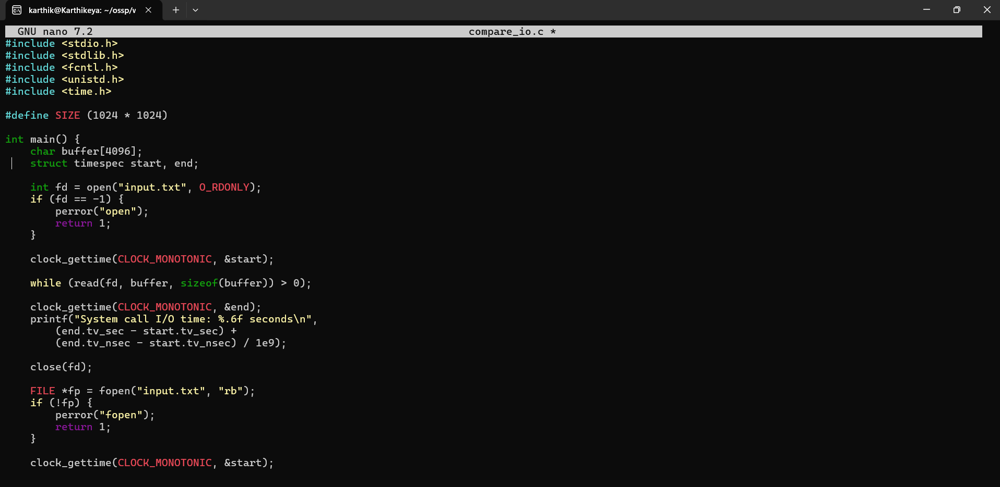 karthik@Karthikeya: ~/ossp/v
GNU nano 7.2 compare_io.c *
#include <stdio.h>
#include <stdlib.h>
#include <fcntl.h>
#include <unistd.h>
#include <time.h>

#define SIZE (1024 * 1024)

int main() {
    char buffer[4096];
    struct timespec start, end;

    int fd = open("input.txt", O_RDONLY);
    if (fd == -1) {
        perror("open");
        return 1;
    }

    clock_gettime(CLOCK_MONOTONIC, &start);

    while (read(fd, buffer, sizeof(buffer)) > 0);

    clock_gettime(CLOCK_MONOTONIC, &end);
    printf("System call I/O time: %.6f seconds\n",
        (end.tv_sec - start.tv_sec) +
        (end.tv_nsec - start.tv_nsec) / 1e9);

    close(fd);

    FILE *fp = fopen("input.txt", "rb");
    if (!fp) {
        perror("fopen");
        return 1;
    }

    clock_gettime(CLOCK_MONOTONIC, &start);